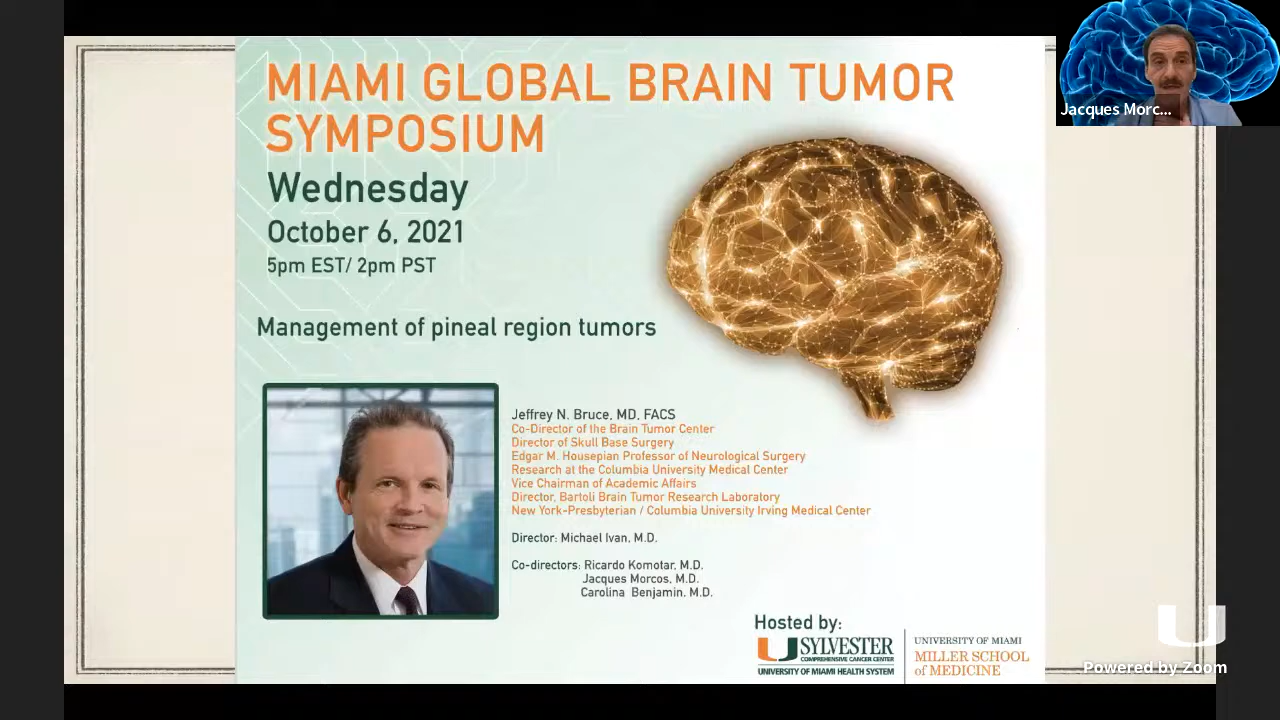 MIAMI GLOBAL BRAIN TUMOR
SYMPOSIUM
Wednesday
October 6, 2021
5pm EST/ 2pm PST
Management of pineal region tumors
Jeffrey N. Bruce, MD, FACS
Co-Director of the Brain Tumor Center
Director of Skull Base Surgery
Edgar M. Housepian Professor of Neurological Surgery
Research at the Columbia University Medical Center
Vice Chairman of Academic Affairs
Director, Bartoli Brain Tumor Research Laboratory
New York-Presbyterian / Columbia University Irving Medical Center
Director: Michael Ivan, M.D.
Co-directors: Ricardo Komotar, M.D.
Jacques Morcos, M.D.
Carolina Benjamin, M.D.
Hosted by:
SYLVESTER
COMPREHENSIVE CANCER CENTER
UNIVERSITY OF MIAMI HEALTH SYSTEM
UNIVERSITY OF MIAMI
MILLER SCHOOL
of MEDICINE
Jacques Morc...
Powered by Zoom